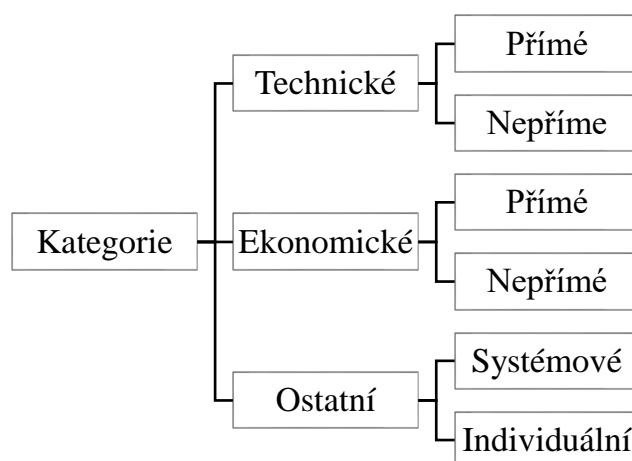 Kategorie
Technické
Přímé
Nepříme
Ekonomické
Přímé
Nepřímé
Ostatní
Systémové
Individuální